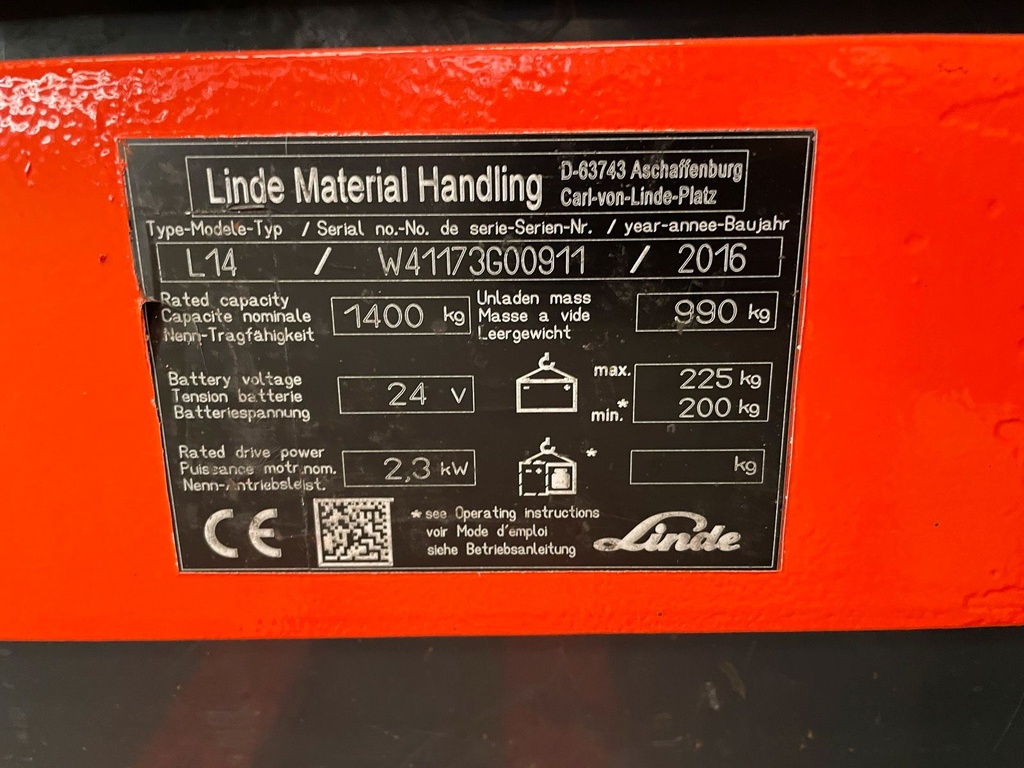 Linde Material Handling D-63743 Aschaffenburg
Carl-von-Linde-Platz
Type-Modele-Typ / Serial no.-No. de serie-Serien-Nr. / year-annee-Baujahr
L14 / W41173G00911 / 2016
Rated capacity
Capacite nominale
Nenn-Tragfähigkeit
1400 kg
Unladen mass
Masse a vide
Leergewicht
990 kg
Battery voltage
Tension batterie
Batteriespannung
24 V
max. 225 kg
min.* 200 kg
Rated drive power
Puissance motr.nom.
Nenn-Antriebsleist.
2,3 kW
* kg
CE
* see Operating instructions
voir Mode d'emploi
siehe Betriebsanleitung
Linde